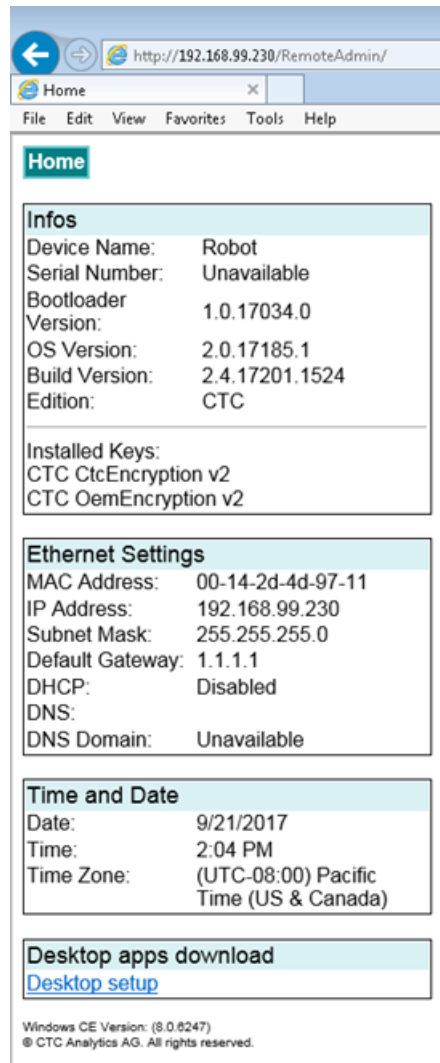 http://192.168.99.230/RemoteAdmin/
Home
File Edit View Favorites Tools Help
Home
Infos
Device Name: Robot
Serial Number: Unavailable
Bootloader
Version: 1.0.17034.0
OS Version: 2.0.17185.1
Build Version: 2.4.17201.1524
Edition: CTC
Installed Keys:
CTC CtcEncryption v2
CTC OemEncryption v2
Ethernet Settings
MAC Address: 00-14-2d-4d-97-11
IP Address: 192.168.99.230
Subnet Mask: 255.255.255.0
Default Gateway: 1.1.1.1
DHCP: Disabled
DNS:
DNS Domain: Unavailable
Time and Date
Date: 9/21/2017
Time: 2:04 PM
Time Zone: (UTC-08:00) Pacific
Time (US & Canada)
Desktop apps download
Desktop setup
Windows CE Version: (8.0.6247)
© CTC Analytics AG. All rights reserved.